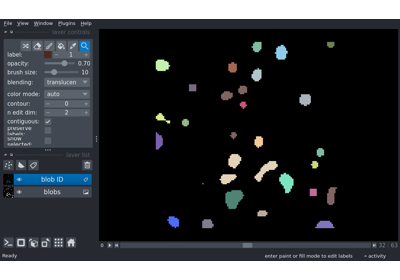 File View Window Plugins Help
layer controls
label: 1
opacity: 0.70
brush size: 10
blending: translucen
color mode: auto
contour: 0
n edit dim: 2
contiguous:
preserve labels:
show selected:
layer list
blob ID
blobs
0 32 63
enter paint or fill mode to edit labels activity